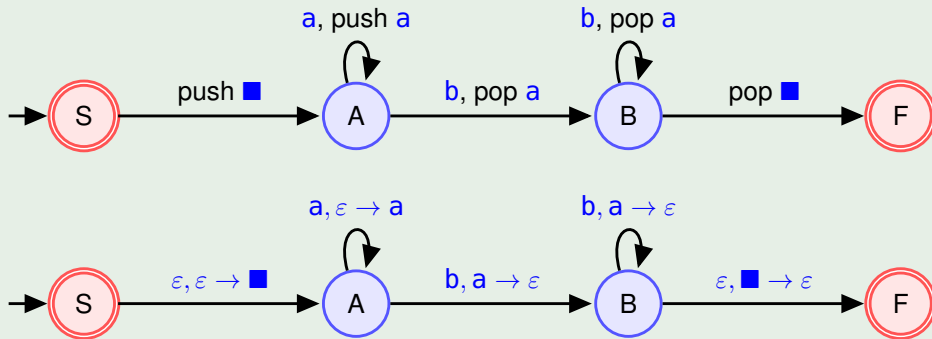 a, push a b, pop a
S push ■ A b, pop a B pop ■ F
a, ε → a b, a → ε
S ε, ε → ■ A b, a → ε B ε, ■ → ε F